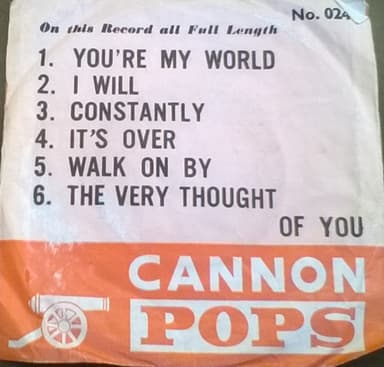 No. 024
On this Record all Full Length
1. YOU'RE MY WORLD
2. I WILL
3. CONSTANTLY
4. IT'S OVER
5. WALK ON BY
6. THE VERY THOUGHT
OF YOU
CANNON
POPS